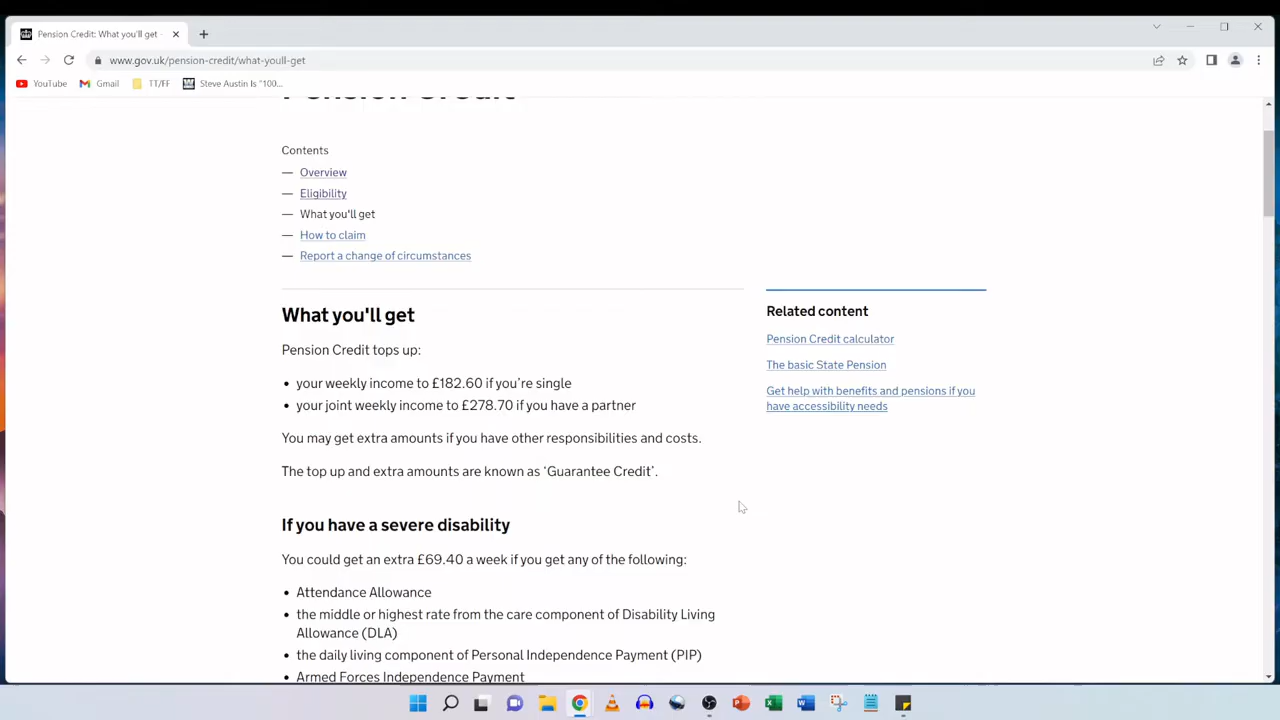 Pension Credit: What you'll get
www.gov.uk/pension-credit/what-youll-get
YouTube
Gmail
TT/FF
Steve Austin Is "100...
Pension Credit
Contents
— Overview
— Eligibility
— What you'll get
— How to claim
— Report a change of circumstances
What you'll get
Pension Credit tops up:
• your weekly income to £182.60 if you're single
• your joint weekly income to £278.70 if you have a partner
You may get extra amounts if you have other responsibilities and costs.
The top up and extra amounts are known as ‘Guarantee Credit’.
If you have a severe disability
You could get an extra £69.40 a week if you get any of the following:
• Attendance Allowance
• the middle or highest rate from the care component of Disability Living
Allowance (DLA)
• the daily living component of Personal Independence Payment (PIP)
• Armed Forces Independence Payment
Related content
Pension Credit calculator
The basic State Pension
Get help with benefits and pensions if you
have accessibility needs